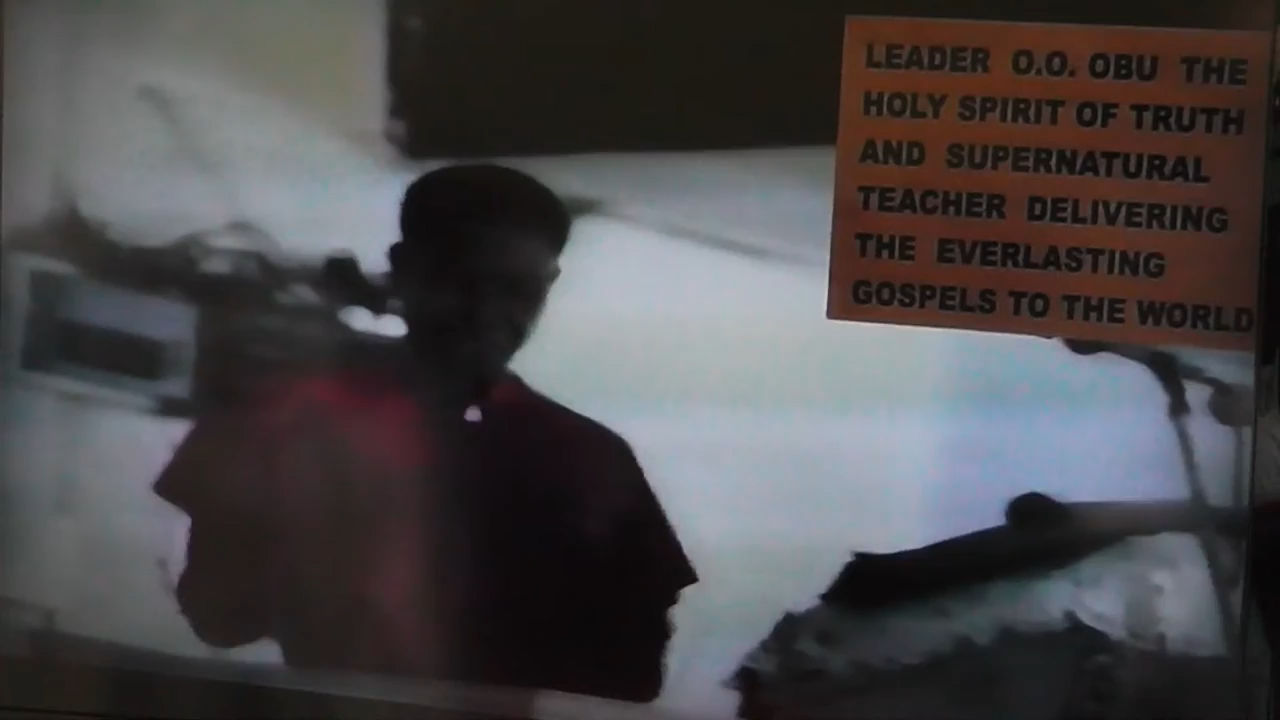 LEADER O.O. OBU THE
HOLY SPIRIT OF TRUTH
AND SUPERNATURAL
TEACHER DELIVERING
THE EVERLASTING
GOSPELS TO THE WORLD